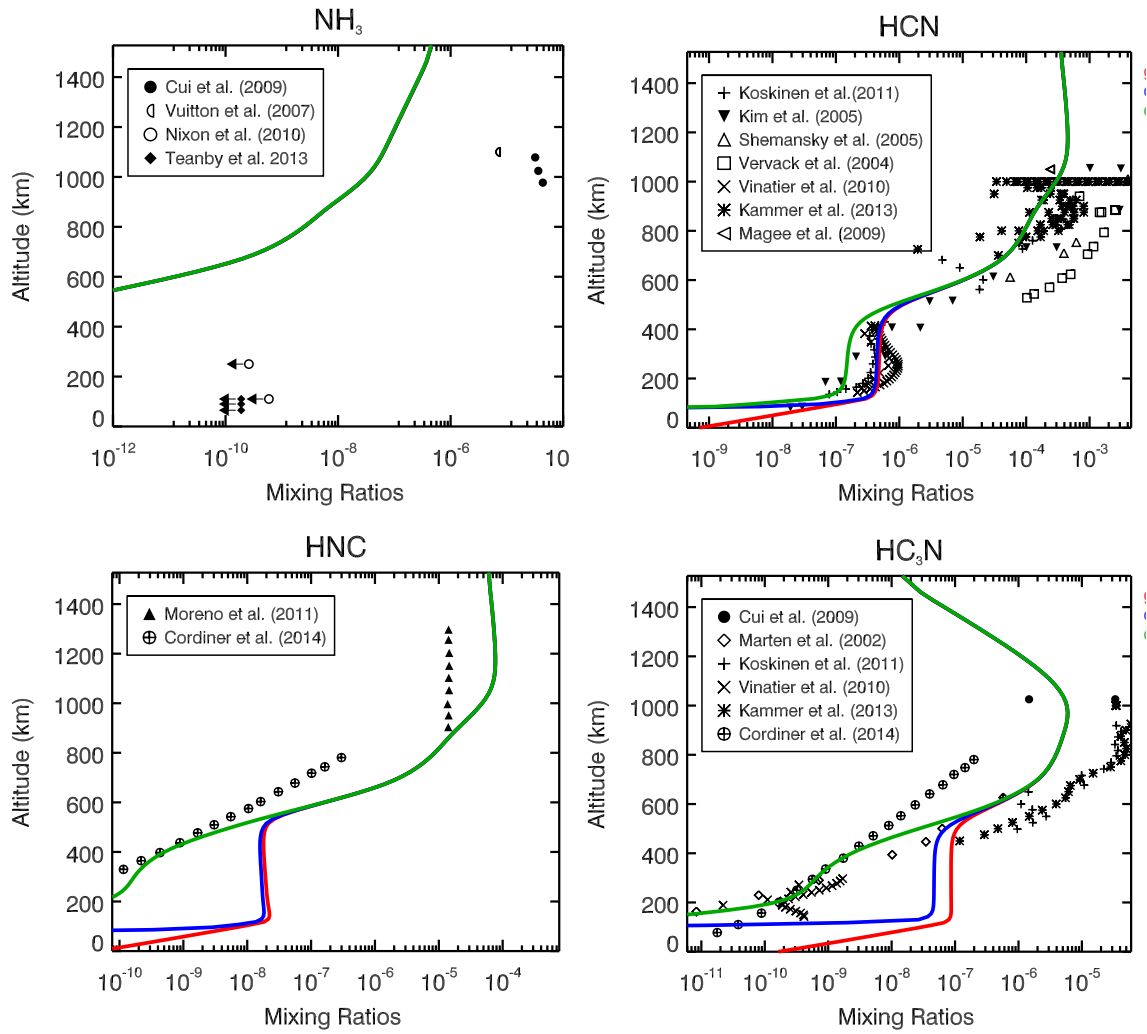 NH₃
1400
1200
1000
800
600
400
200
0
Altitude (km)
Cui et al. (2009)
Vuitton et al. (2007)
Nixon et al. (2010)
Teanby et al. 2013
10⁻¹² 10⁻¹⁰ 10⁻⁸ 10⁻⁶ 10
Mixing Ratios
HCN
1400
1200
1000
800
600
400
200
0
Altitude (km)
Koskinen et al.(2011)
Kim et al. (2005)
Shemansky et al. (2005)
Vervack et al. (2004)
Vinatier et al. (2010)
Kammer et al. (2013)
Magee et al. (2009)
10⁻⁹ 10⁻⁸ 10⁻⁷ 10⁻⁶ 10⁻⁵ 10⁻⁴ 10⁻³
Mixing Ratios
HNC
1400
1200
1000
800
600
400
200
0
Altitude (km)
Moreno et al. (2011)
Cordiner et al. (2014)
10⁻¹⁰ 10⁻⁹ 10⁻⁸ 10⁻⁷ 10⁻⁶ 10⁻⁵ 10⁻⁴
Mixing Ratios
HC₃N
1400
1200
1000
800
600
400
200
0
Altitude (km)
Cui et al. (2009)
Marten et al. (2002)
Koskinen et al. (2011)
Vinatier et al. (2010)
Kammer et al. (2013)
Cordiner et al. (2014)
10⁻¹¹ 10⁻¹⁰ 10⁻⁹ 10⁻⁸ 10⁻⁷ 10⁻⁶ 10⁻⁵
Mixing Ratios